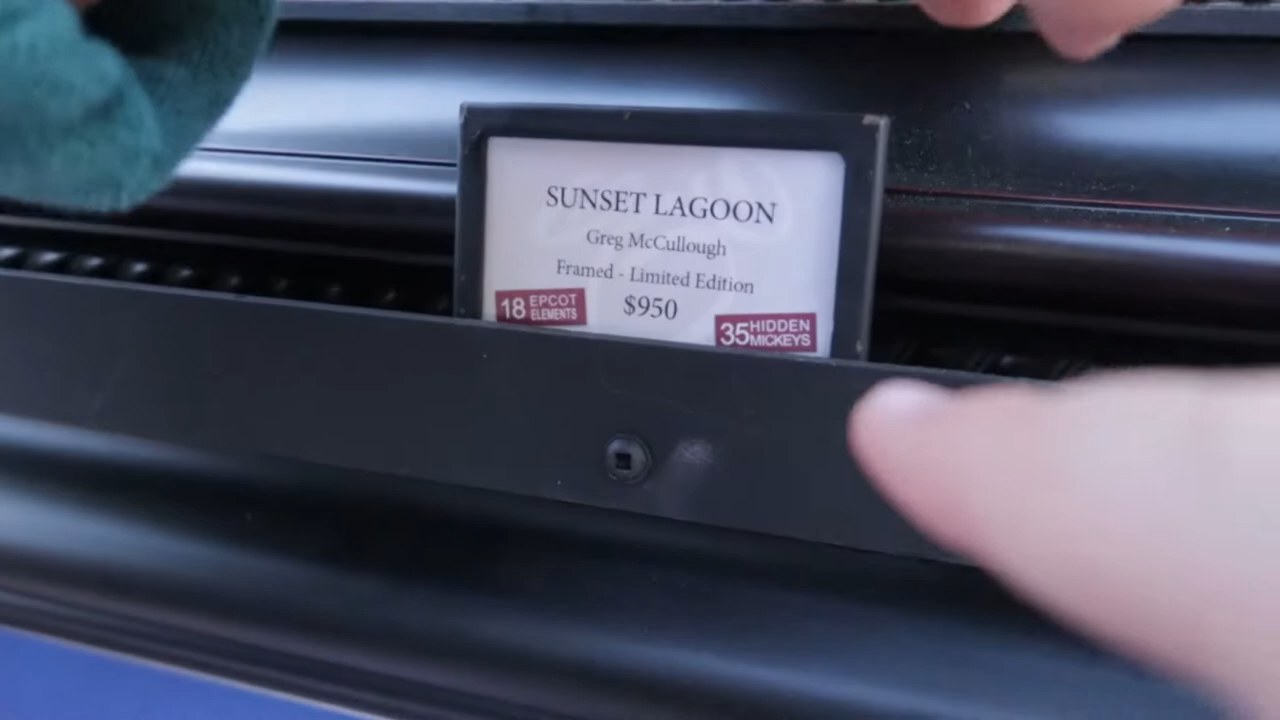 SUNSET LAGOON
Greg McCullough
Framed - Limited Edition
$950
18 EPCOT ELEMENTS
35 HIDDEN MICKEYS